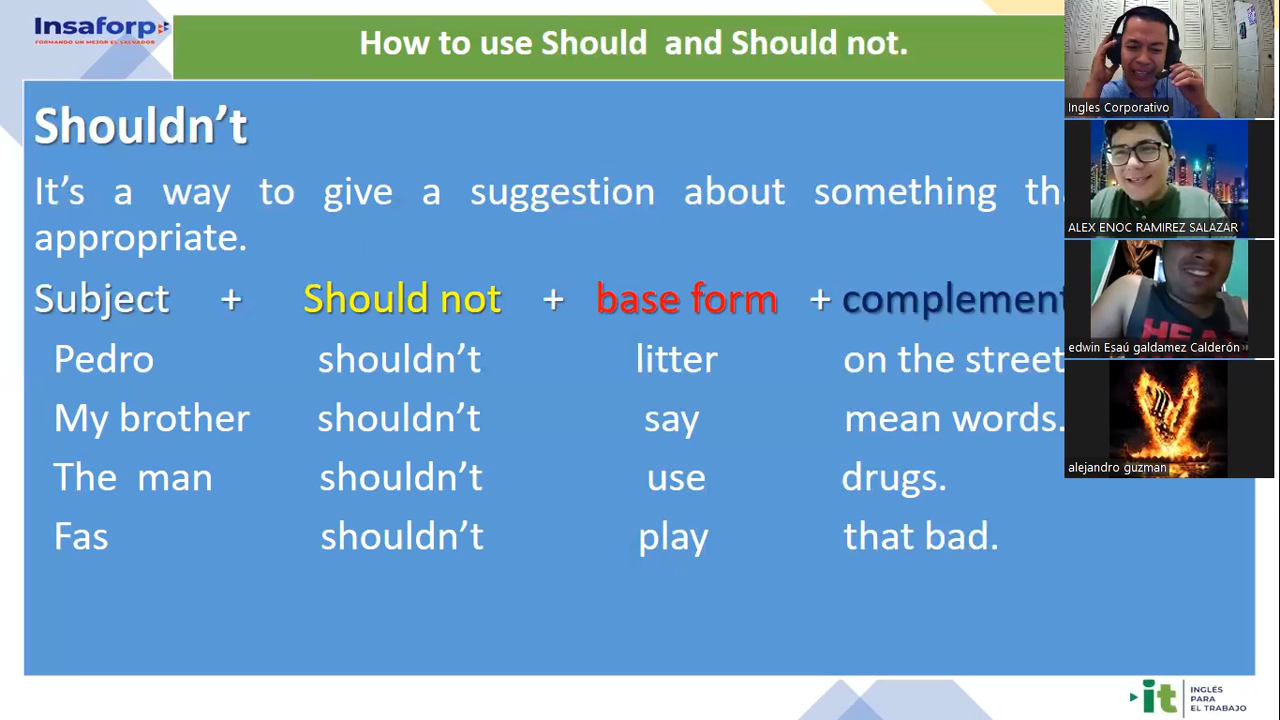 Insaforp
FORMANDO UN MEJOR EL SALVADOR
How to use Should and Should not.
Shouldn't
It's a way to give a suggestion about something
appropriate.
Subject + Should not + base form + complement
Pedro shouldn't litter on the street
My brother shouldn't say mean words.
The man shouldn't use drugs.
Fas shouldn't play that bad.
Ingles Corporativo
ALEX ENOC RAMIREZ SALAZAR
edwin Esaú galdamez Calderón
alejandro guzman
it
INGLÉS
PARA
EL TRABAJO